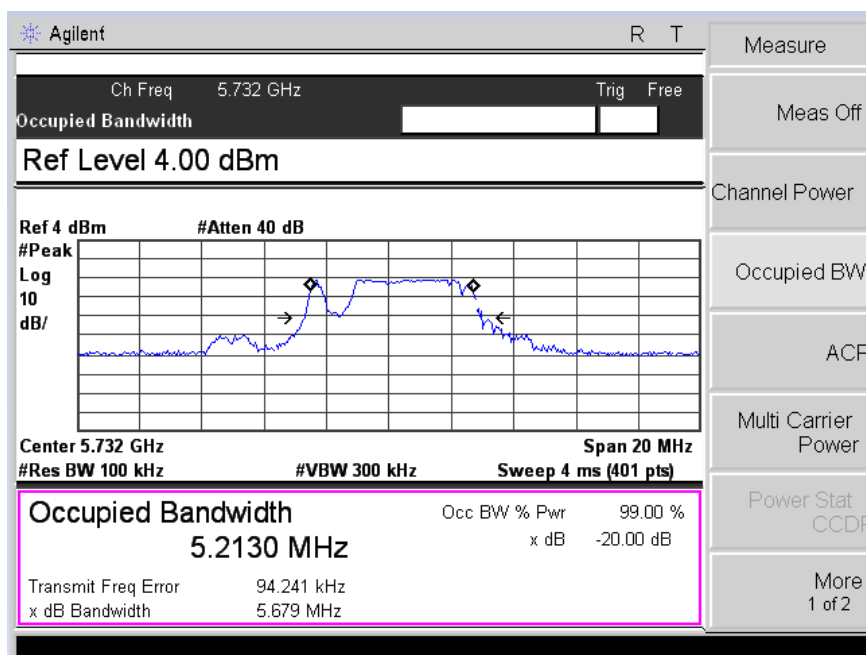 Agilent R T
Measure
Ch Freq 5.732 GHz Trig Free
Occupied Bandwidth
Meas Off
Ref Level 4.00 dBm
Channel Power
Ref 4 dBm #Atten 40 dB
#Peak
Log
10
dB/
Occupied BW
ACP
Multi Carrier
Power
Center 5.732 GHz Span 20 MHz
#Res BW 100 kHz #VBW 300 kHz Sweep 4 ms (401 pts)
Occupied Bandwidth
5.2130 MHz
Occ BW % Pwr 99.00 %
x dB -20.00 dB
Power Stat
CCDF
Transmit Freq Error 94.241 kHz
x dB Bandwidth 5.679 MHz
More
1 of 2